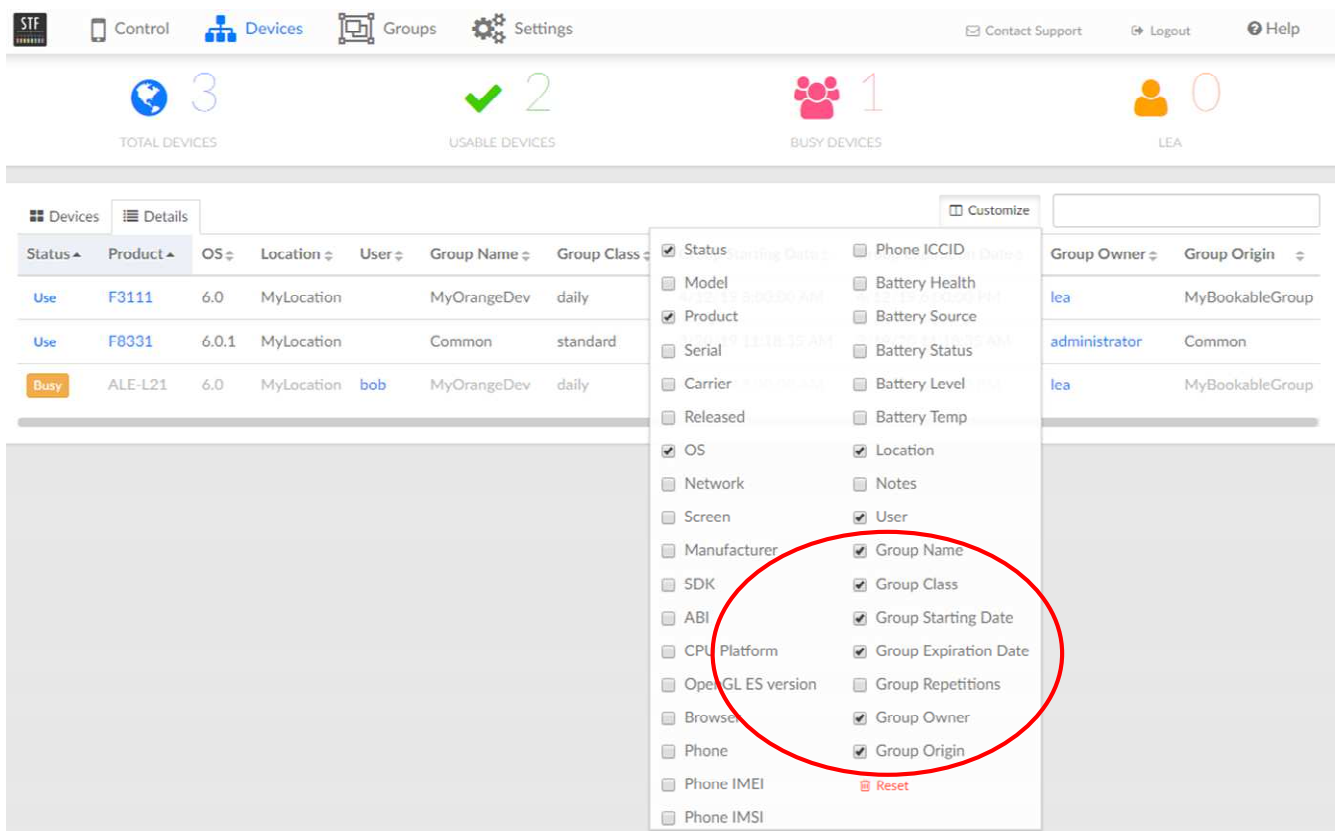 STF Control Devices Groups Settings Contact Support Logout Help
3 2 1 0
TOTAL DEVICES USABLE DEVICES BUSY DEVICES LEA
Devices Details Customize
Status Product OS Location User Group Name Group Class Group Owner Group Origin
Use F3111 6.0 MyLocation MyOrangeDev daily lea MyBookableGroup
Use F8331 6.0.1 MyLocation Common standard administrator Common
Busy ALE-L21 6.0 MyLocation bob MyOrangeDev daily lea MyBookableGroup
Status
Model
Product
Serial
Carrier
Released
OS
Network
Screen
Manufacturer
SDK
ABI
CPU Platform
OpenGL ES version
Browser
Phone
Phone IMEI
Phone IMSI
Phone ICCID
Battery Health
Battery Source
Battery Status
Battery Level
Battery Temp
Location
Notes
User
Group Name
Group Class
Group Starting Date
Group Expiration Date
Group Repetitions
Group Owner
Group Origin
Reset